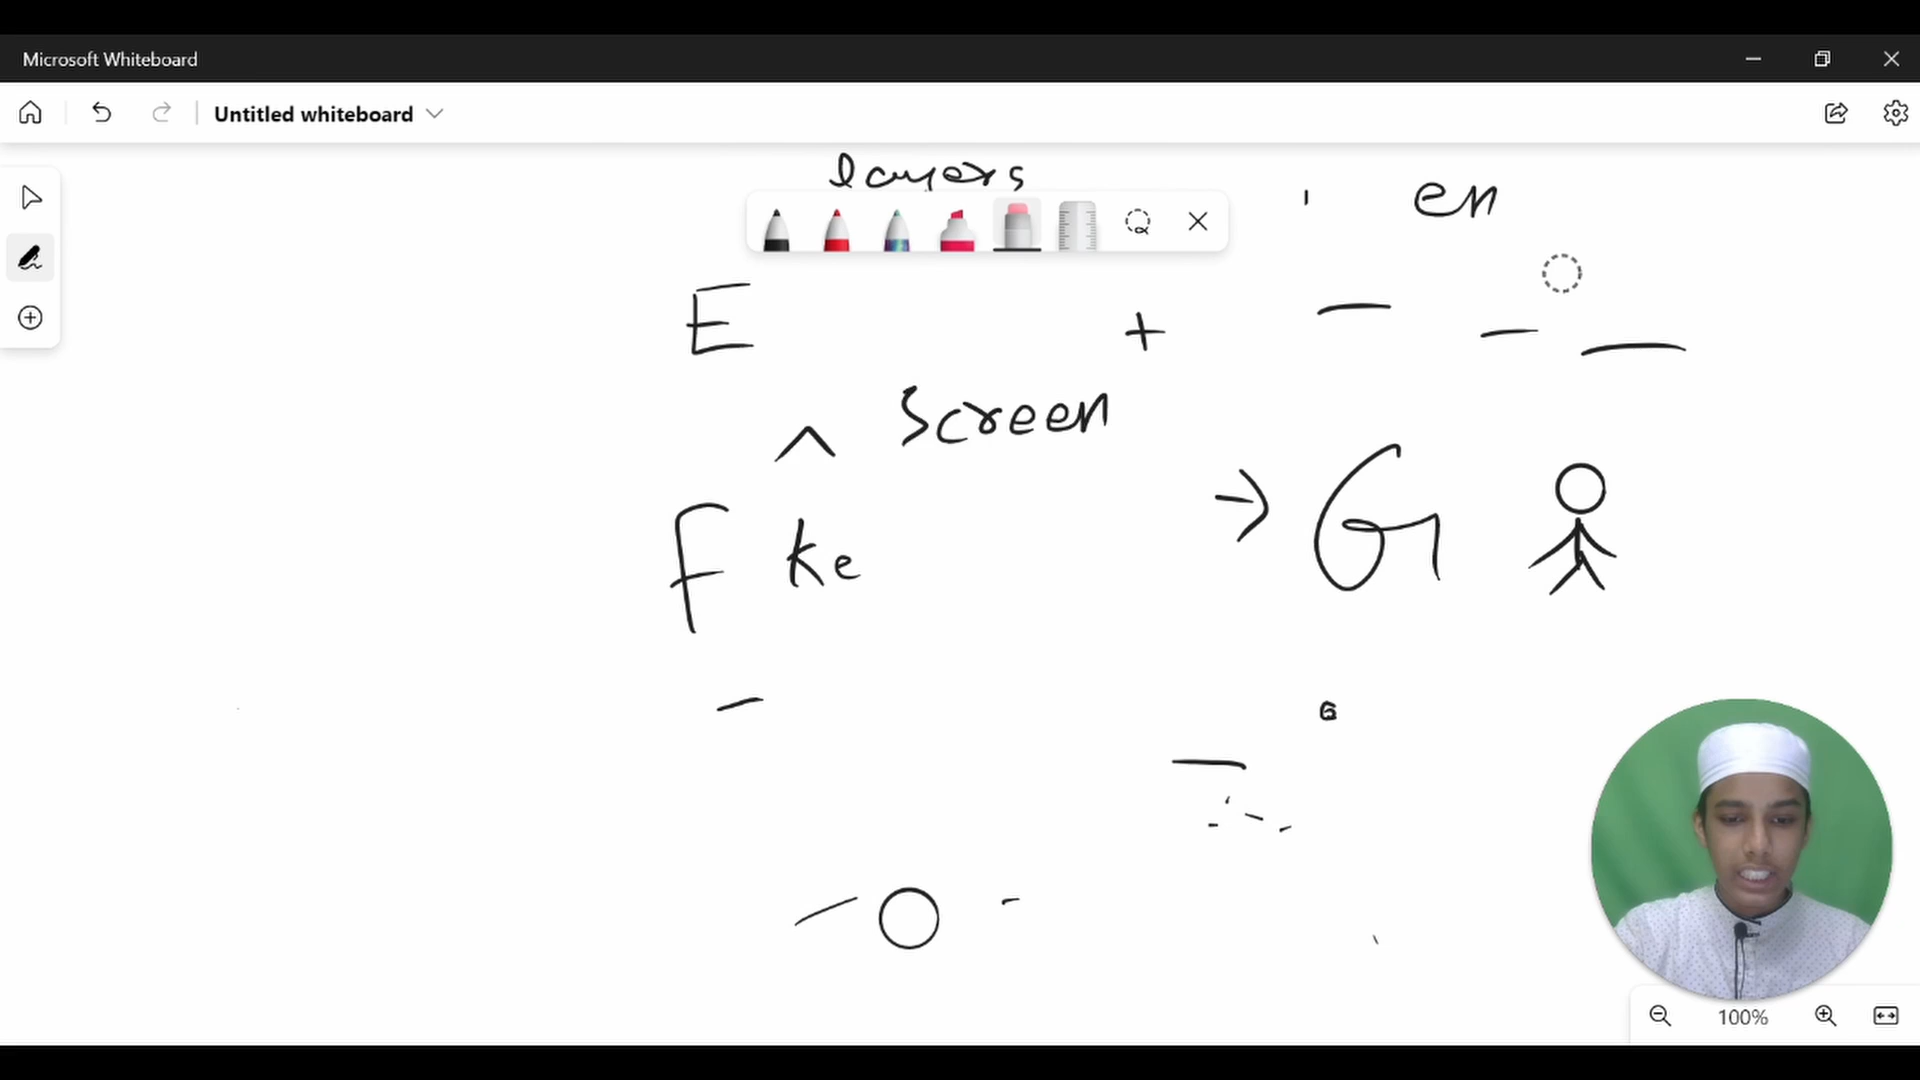 Microsoft Whiteboard
Untitled whiteboard
layers
en
E +
Screen
F Ke
G
G
100%